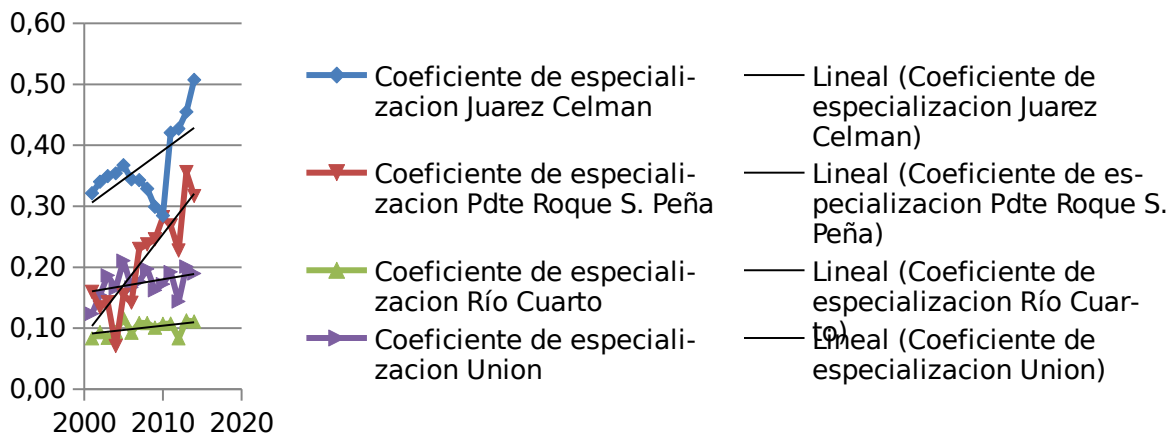 0,60
0,50
0,40
0,30
0,20
0,10
0,00
2000 2010 2020
Coeficiente de especiali-
zacion Juarez Celman
Coeficiente de especiali-
zacion Pdte Roque S. Peña
Coeficiente de especiali-
zacion Río Cuarto
Coeficiente de especiali-
zacion Union
Lineal (Coeficiente de
especializacion Juarez
Celman)
Lineal (Coeficiente de es-
pecializacion Pdte Roque S.
Peña)
Lineal (Coeficiente de
especializacion Río Cuar-
to)
Lineal (Coeficiente de
especializacion Union)